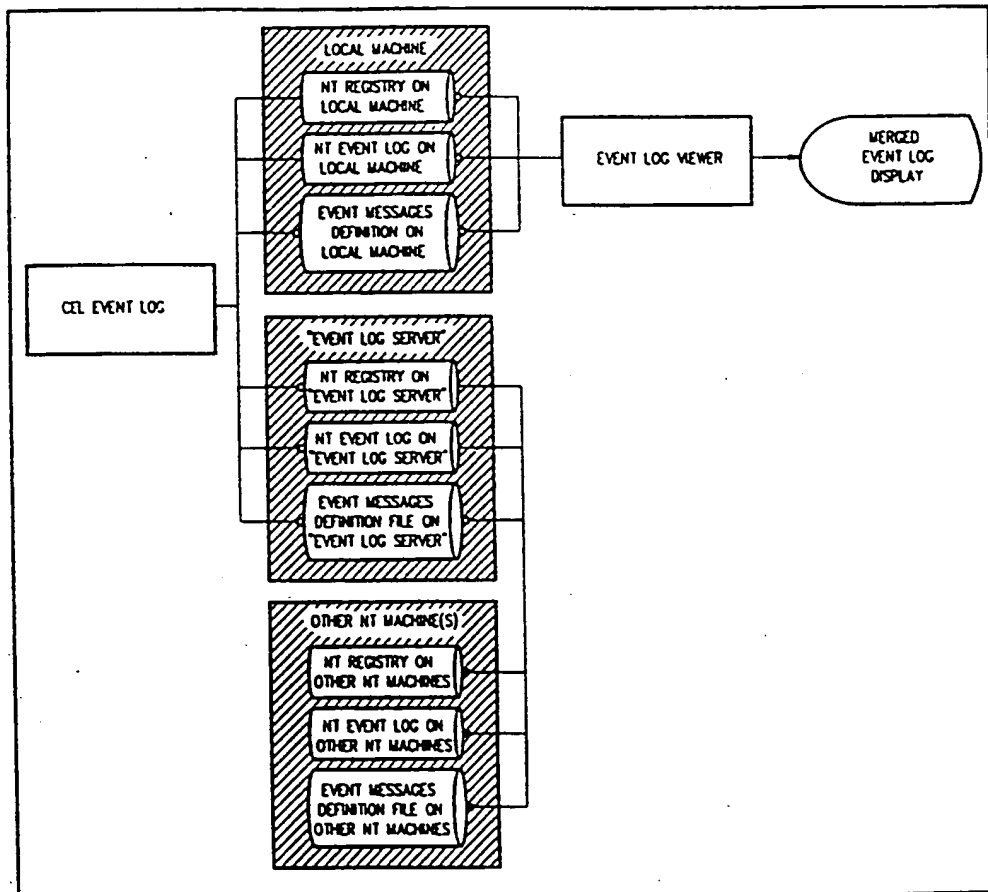 LOCAL MACHINE
NT REGISTRY ON
LOCAL MACHINE
NT EVENT LOG ON
LOCAL MACHINE
EVENT MESSAGES
DEFINITION ON
LOCAL MACHINE
EVENT LOG VIEWER
MERGED
EVENT LOG
DISPLAY
CEL EVENT LOG
"EVENT LOG SERVER"
NT REGISTRY ON
"EVENT LOG SERVER"
NT EVENT LOG ON
"EVENT LOG SERVER"
EVENT MESSAGES
DEFINITION FILE ON
"EVENT LOG SERVER"
OTHER NT MACHINE(S)
NT REGISTRY ON
OTHER NT MACHINES
NT EVENT LOG ON
OTHER NT MACHINES
EVENT MESSAGES
DEFINITION FILE ON
OTHER NT MACHINES